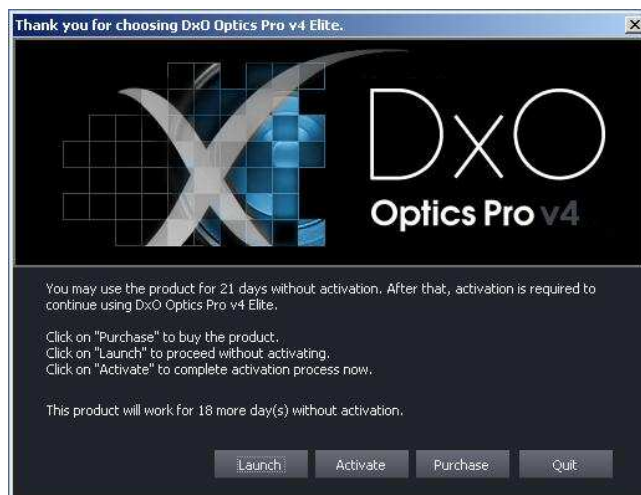 Thank you for choosing DxO Optics Pro v4 Elite.
DxO
Optics Pro v4
You may use the product for 21 days without activation. After that, activation is required to
continue using DxO Optics Pro v4 Elite.
Click on "Purchase" to buy the product.
Click on "Launch" to proceed without activating.
Click on "Activate" to complete activation process now.
This product will work for 18 more day(s) without activation.
Launch Activate Purchase Quit